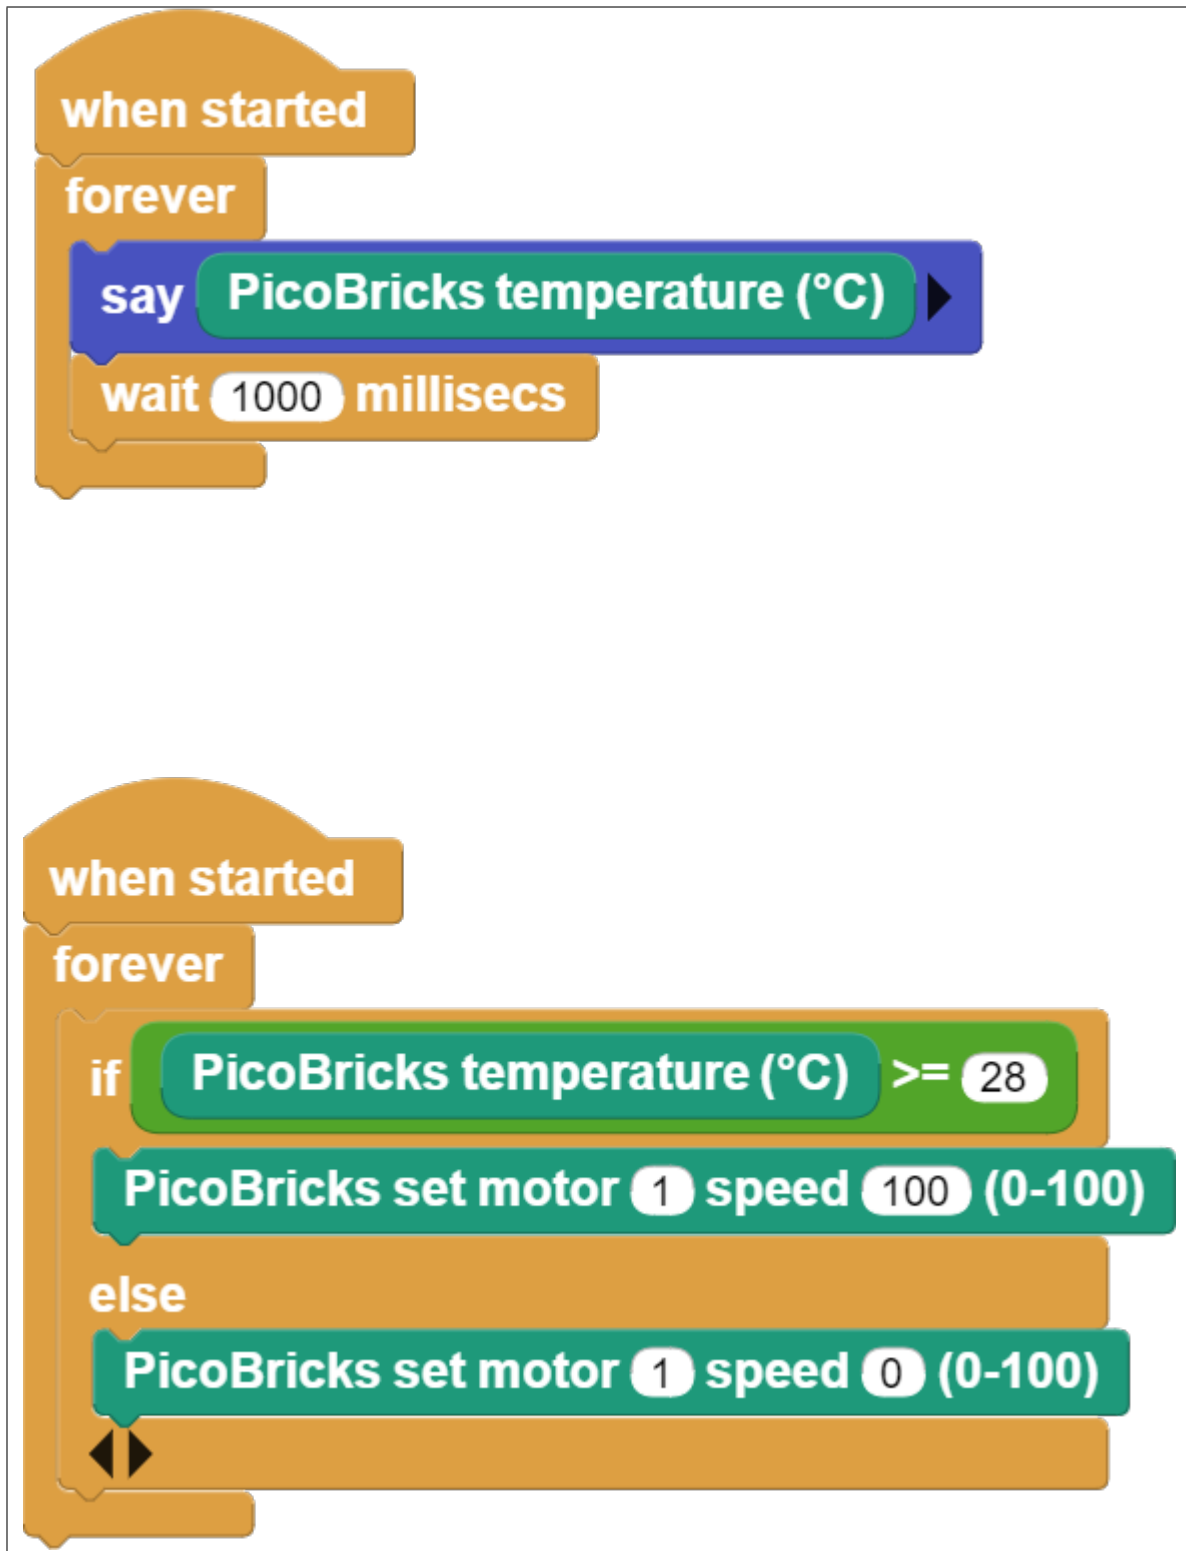 when started
forever
say PicoBricks temperature (°C)
wait 1000 millisecs
when started
forever
if PicoBricks temperature (°C) >= 28
PicoBricks set motor 1 speed 100 (0-100)
else
PicoBricks set motor 1 speed 0 (0-100)